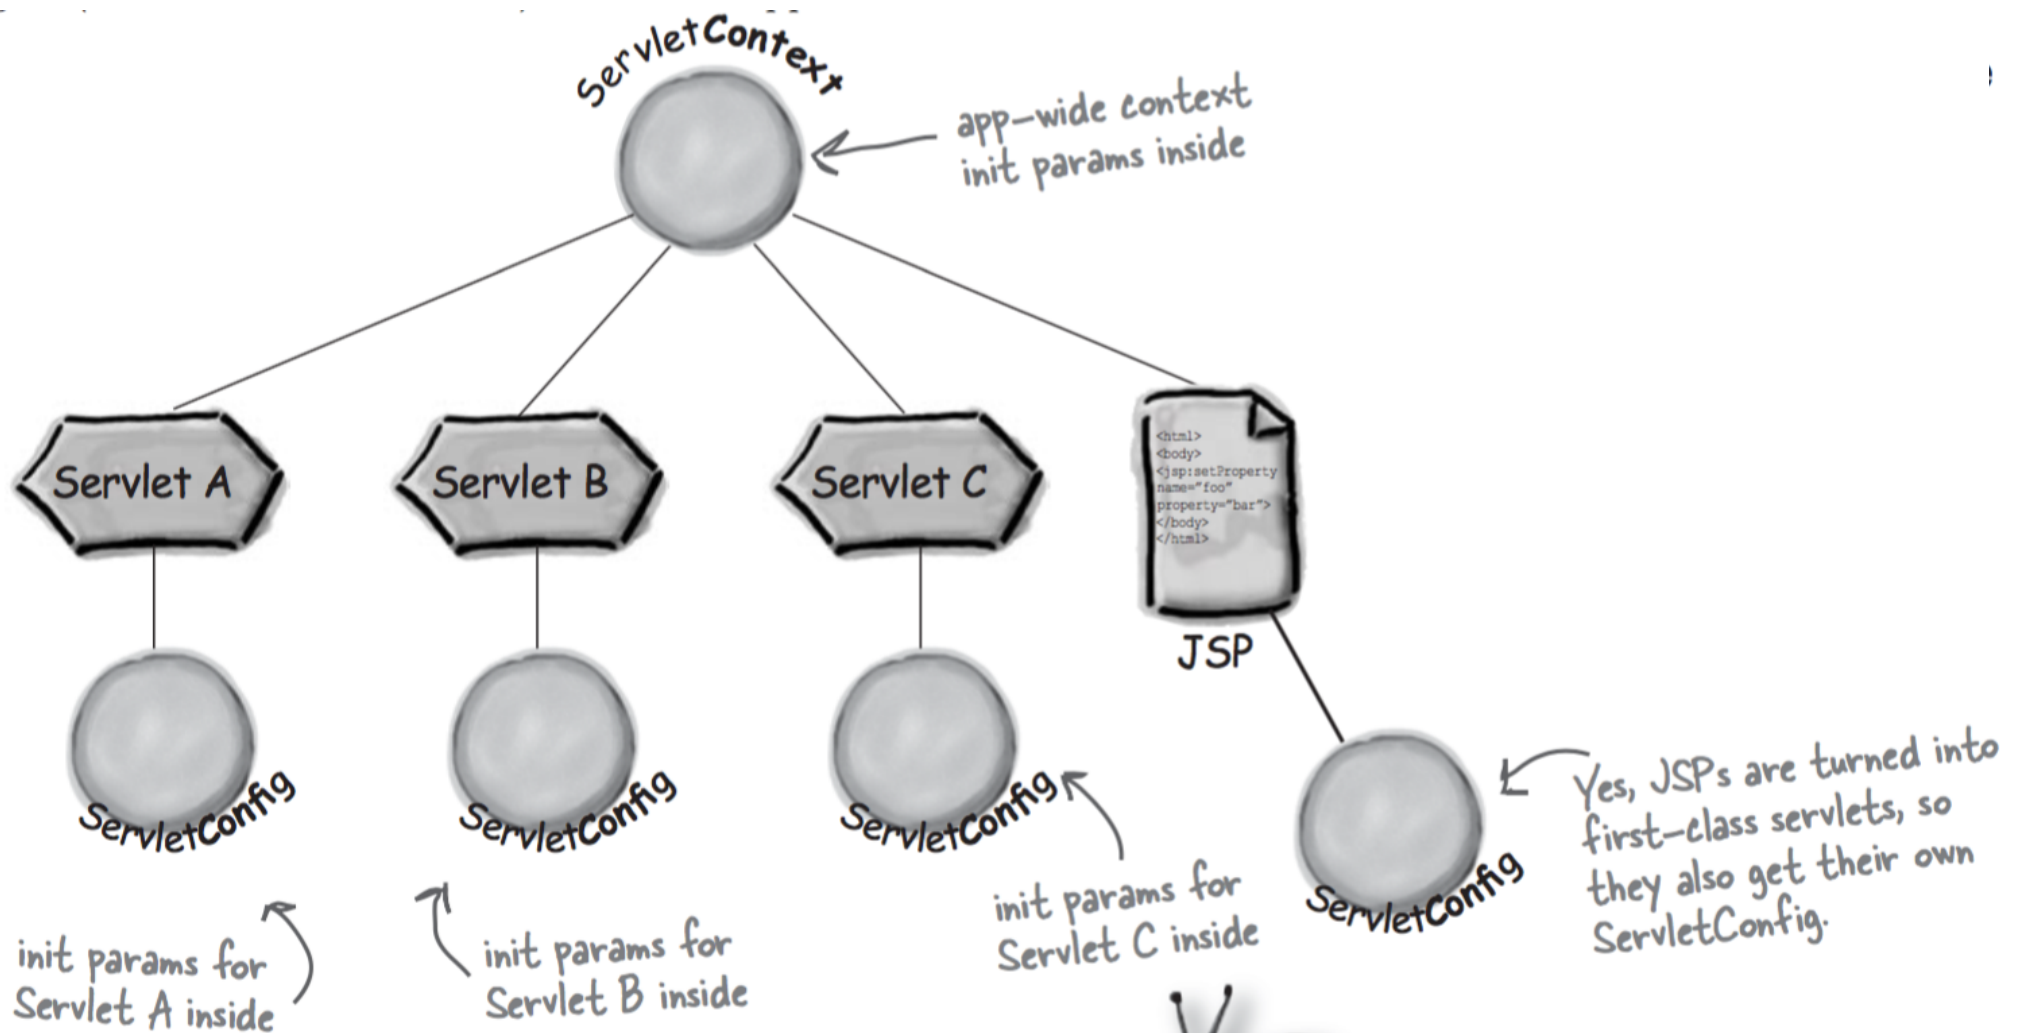 ServletContext
app-wide context
init params inside
Servlet A
Servlet B
Servlet C
<html>
<body>
<jsp:setProperty
name="foo"
property="bar">
</body>
</html>
JSP
ServletConfig
ServletConfig
ServletConfig
ServletConfig
init params for
Servlet A inside
init params for
Servlet B inside
init params for
Servlet C inside
Yes, JSPs are turned into
first-class servlets, so
they also get their own
ServletConfig.